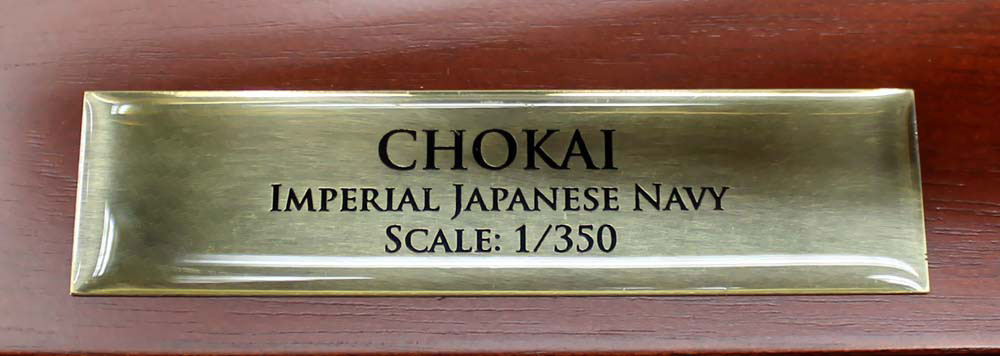 CHOKAI
IMPERIAL JAPANESE NAVY
SCALE: 1/350